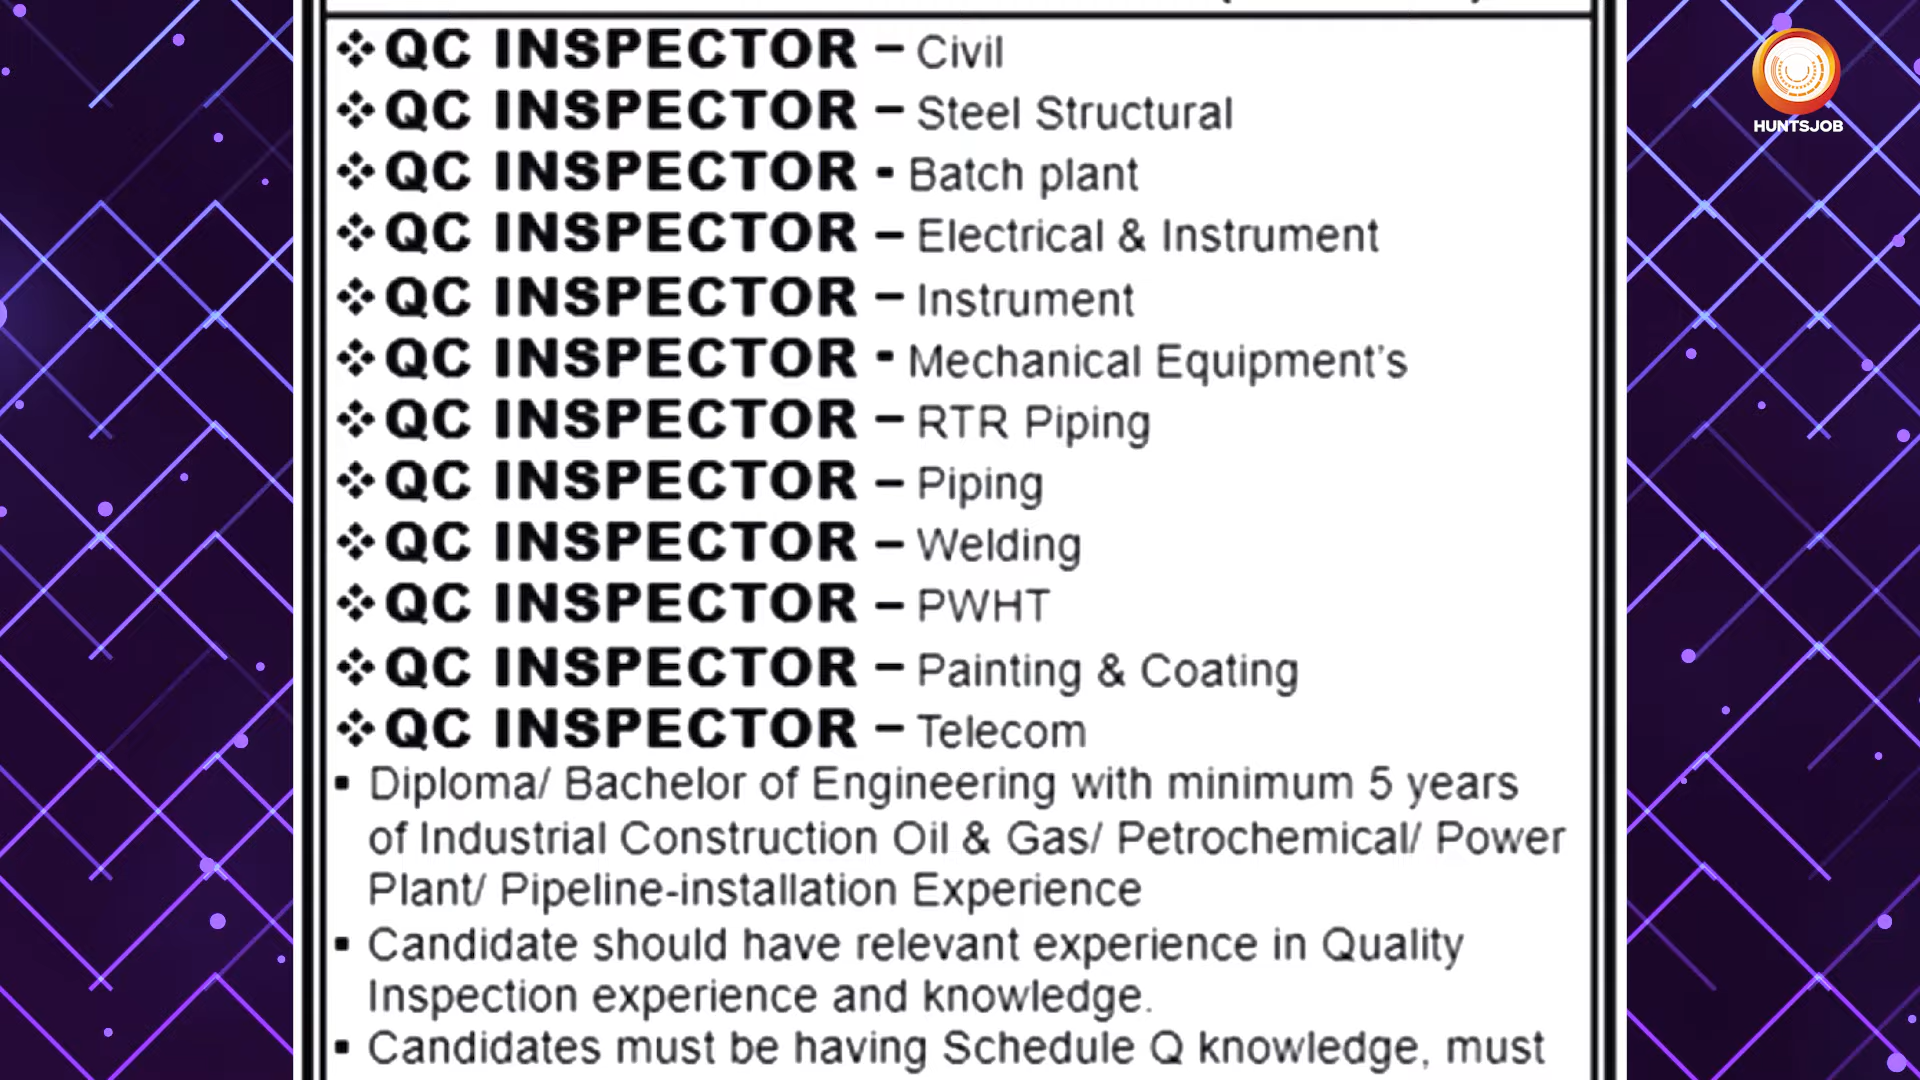 ❖ QC INSPECTOR – Civil
❖ QC INSPECTOR – Steel Structural
❖ QC INSPECTOR - Batch plant
❖ QC INSPECTOR – Electrical & Instrument
❖ QC INSPECTOR – Instrument
❖ QC INSPECTOR - Mechanical Equipment's
❖ QC INSPECTOR – RTR Piping
❖ QC INSPECTOR – Piping
❖ QC INSPECTOR – Welding
❖ QC INSPECTOR – PWHT
❖ QC INSPECTOR – Painting & Coating
❖ QC INSPECTOR – Telecom
▪ Diploma/ Bachelor of Engineering with minimum 5 years
of Industrial Construction Oil & Gas/ Petrochemical/ Power
Plant/ Pipeline-installation Experience
▪ Candidate should have relevant experience in Quality
Inspection experience and knowledge.
▪ Candidates must be having Schedule Q knowledge, must
HUNTSJOB